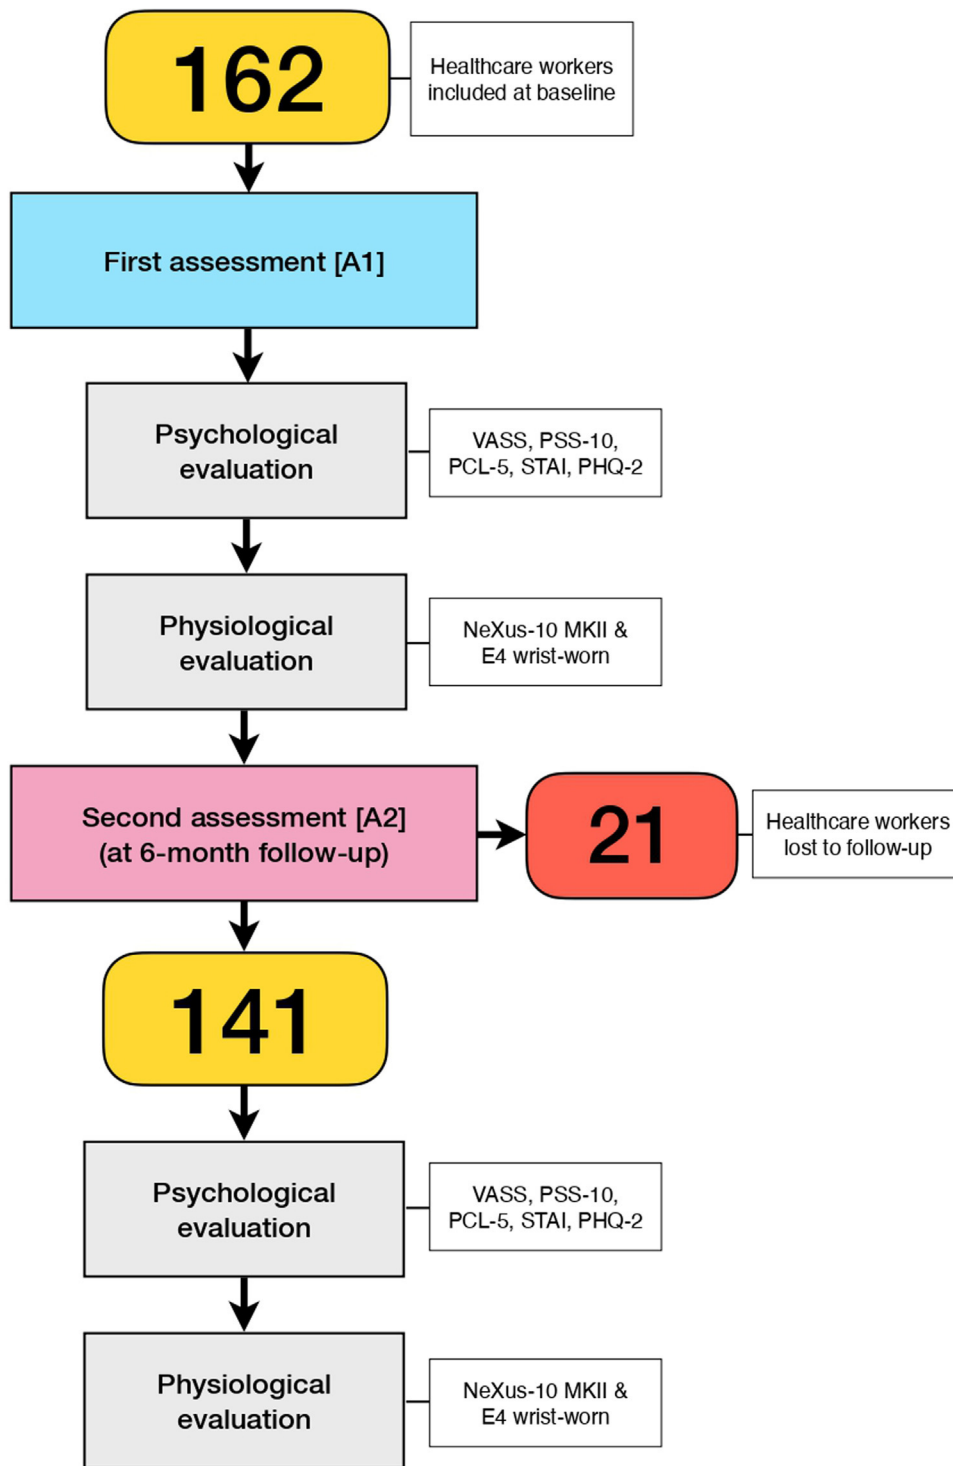 162
Healthcare workers
included at baseline
First assessment [A1]
Psychological
evaluation
VASS, PSS-10,
PCL-5, STAI, PHQ-2
Physiological
evaluation
NeXus-10 MKII &
E4 wrist-worn
Second assessment [A2]
(at 6-month follow-up)
21
Healthcare workers
lost to follow-up
141
Psychological
evaluation
VASS, PSS-10,
PCL-5, STAI, PHQ-2
Physiological
evaluation
NeXus-10 MKII &
E4 wrist-worn